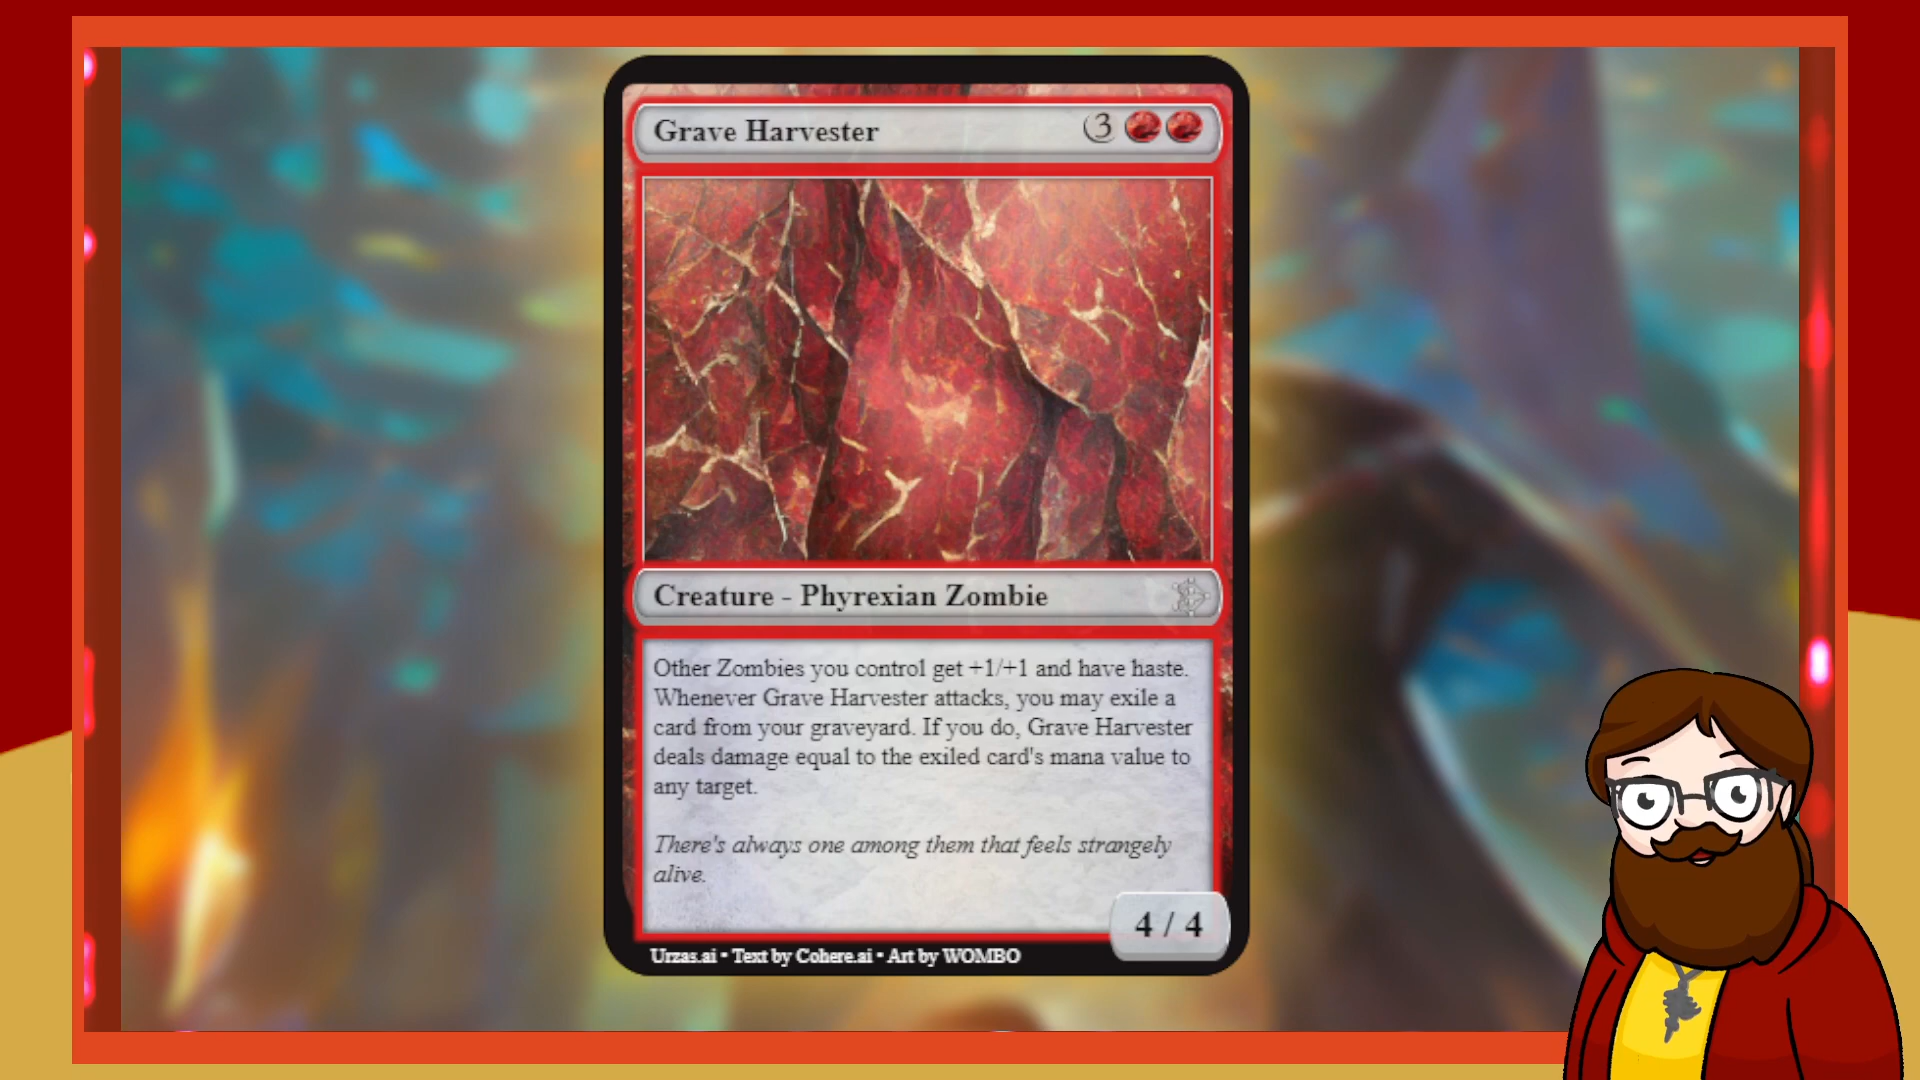 Grave Harvester 3
Creature - Phyrexian Zombie
Other Zombies you control get +1/+1 and have haste.
Whenever Grave Harvester attacks, you may exile a
card from your graveyard. If you do, Grave Harvester
deals damage equal to the exiled card's mana value to
any target.
There's always one among them that feels strangely
alive.
4 / 4
Urzas.ai • Text by Cohere.ai • Art by WOMBO